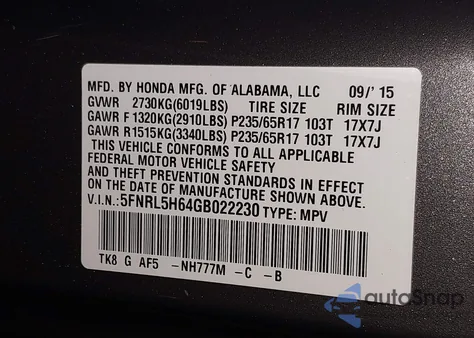 MFD. BY HONDA MFG. OF ALABAMA, LLC 09/' 15
GVWR 2730KG(6019LBS) TIRE SIZE RIM SIZE
GAWR F 1320KG(2910LBS) P235/65R17 103T 17X7J
GAWR R1515KG(3340LBS) P235/65R17 103T 17X7J
THIS VEHICLE CONFORMS TO ALL APPLICABLE
FEDERAL MOTOR VEHICLE SAFETY
AND THEFT PREVENTION STANDARDS IN EFFECT
ON THE DATE OF MANUFACTURE SHOWN ABOVE.
V.I.N.:5FNRL5H64GB022230 TYPE: MPV
TK8 G AF5 -NH777M -C -B
autoSnap